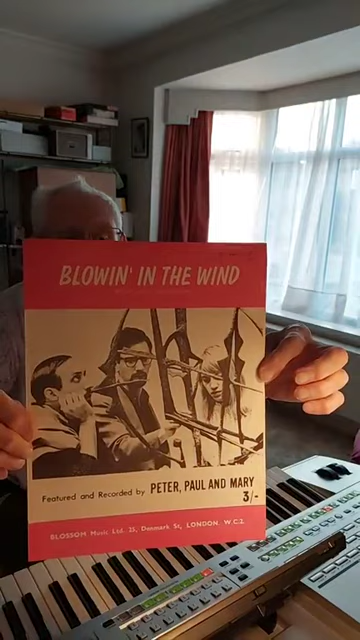 BLOWIN' IN THE WIND
Featured and Recorded by PETER, PAUL AND MARY
3/-
BLOSSOM Music Ltd. 25, Denmark St, LONDON. W.C.2.